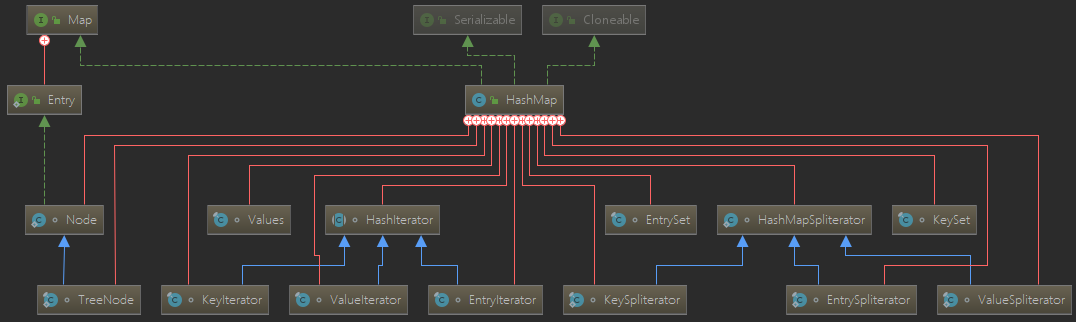 Map
Serializable
Cloneable
Entry
HashMap
Node
Values
HashIterator
EntrySet
HashMapSpliterator
KeySet
TreeNode
KeyIterator
ValueIterator
EntryIterator
KeySpliterator
EntrySpliterator
ValueSpliterator